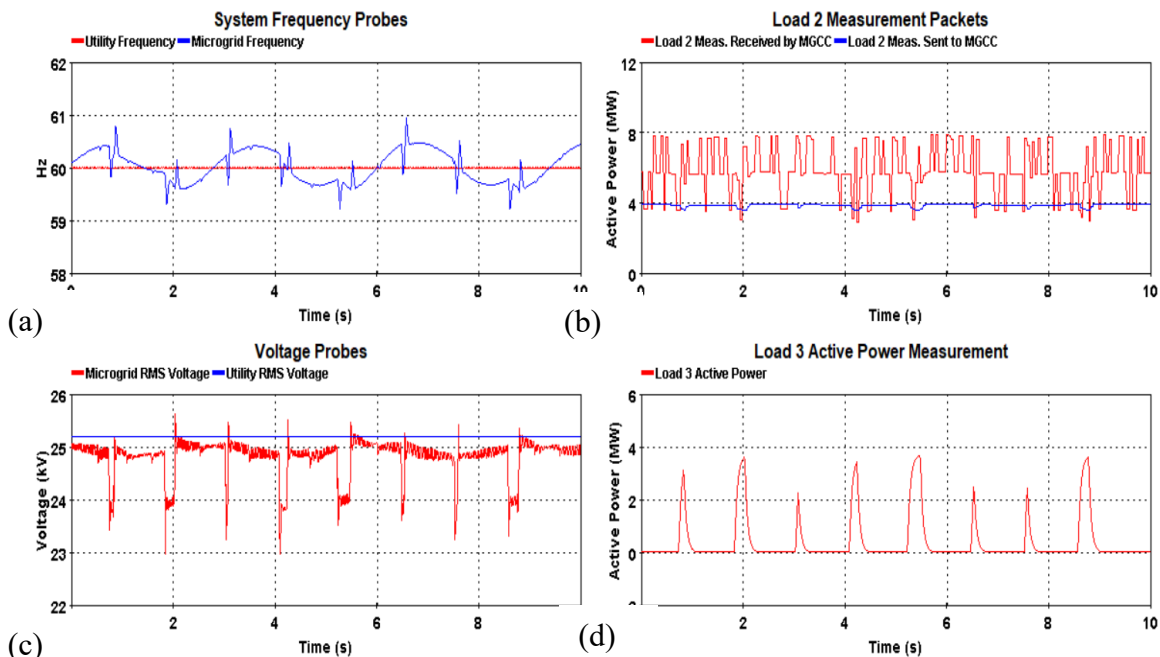 System Frequency Probes
Utility Frequency Microgrid Frequency
62
61
60
59
58
Hz
0 2 4 6 8 10
Time (s)
(a)
Load 2 Measurement Packets
Load 2 Meas. Received by MGCC Load 2 Meas. Sent to MGCC
12
8
4
0
Active Power (MW)
0 2 4 6 8 10
Time (s)
(b)
Voltage Probes
Microgrid RMS Voltage Utility RMS Voltage
26
25
24
23
22
Voltage (kV)
2 4 6 8
Time (s)
(c)
Load 3 Active Power Measurement
Load 3 Active Power
6
4
2
0
Active Power (MW)
2 4 6 8 10
Time (s)
(d)